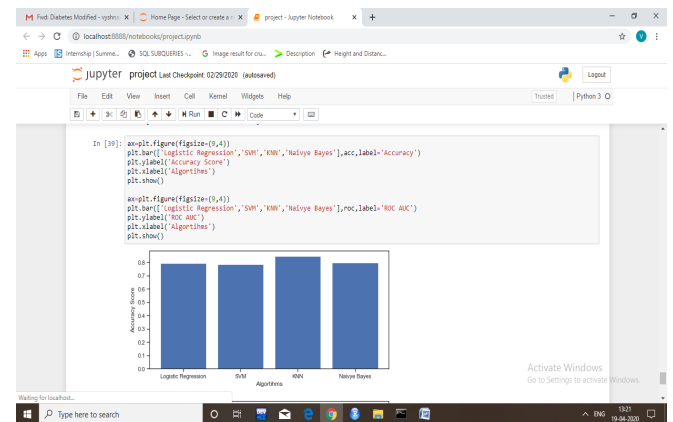 Fwd: Diabetes Modified - vyshna
Home Page - Select or create a n
project - Jupyter Notebook
localhost:8888/notebooks/project.ipynb
Apps Internship | Summe... SQL SUBQUERIES -... Image result for cru... Description Height and Distanc...
jupyter project Last Checkpoint: 02/29/2020 (autosaved)
Logout
File Edit View Insert Cell Kernel Widgets Help
Trusted Python 3
Run Code
In [39]: ax=plt.figure(figsize=(9,4))
plt.bar(['Logistic Regression','SVM','KNN','Naivye Bayes'],acc,label='Accuracy')
plt.ylabel('Accuracy Score')
plt.xlabel('Algortihms')
plt.show()
ax=plt.figure(figsize=(9,4))
plt.bar(['Logistic Regression','SVM','KNN','Naivye Bayes'],roc,label='ROC AUC')
plt.ylabel('ROC AUC')
plt.xlabel('Algortihms')
plt.show()
0.8
0.7
0.6
0.5
0.4
0.3
0.2
0.1
0.0
Accuracy Score
Logistic Regression SVM KNN Naivye Bayes
Algortihms
Activate Windows
Go to Settings to activate Windows.
Waiting for localhost...
Type here to search
ENG
13:21
19-04-2020